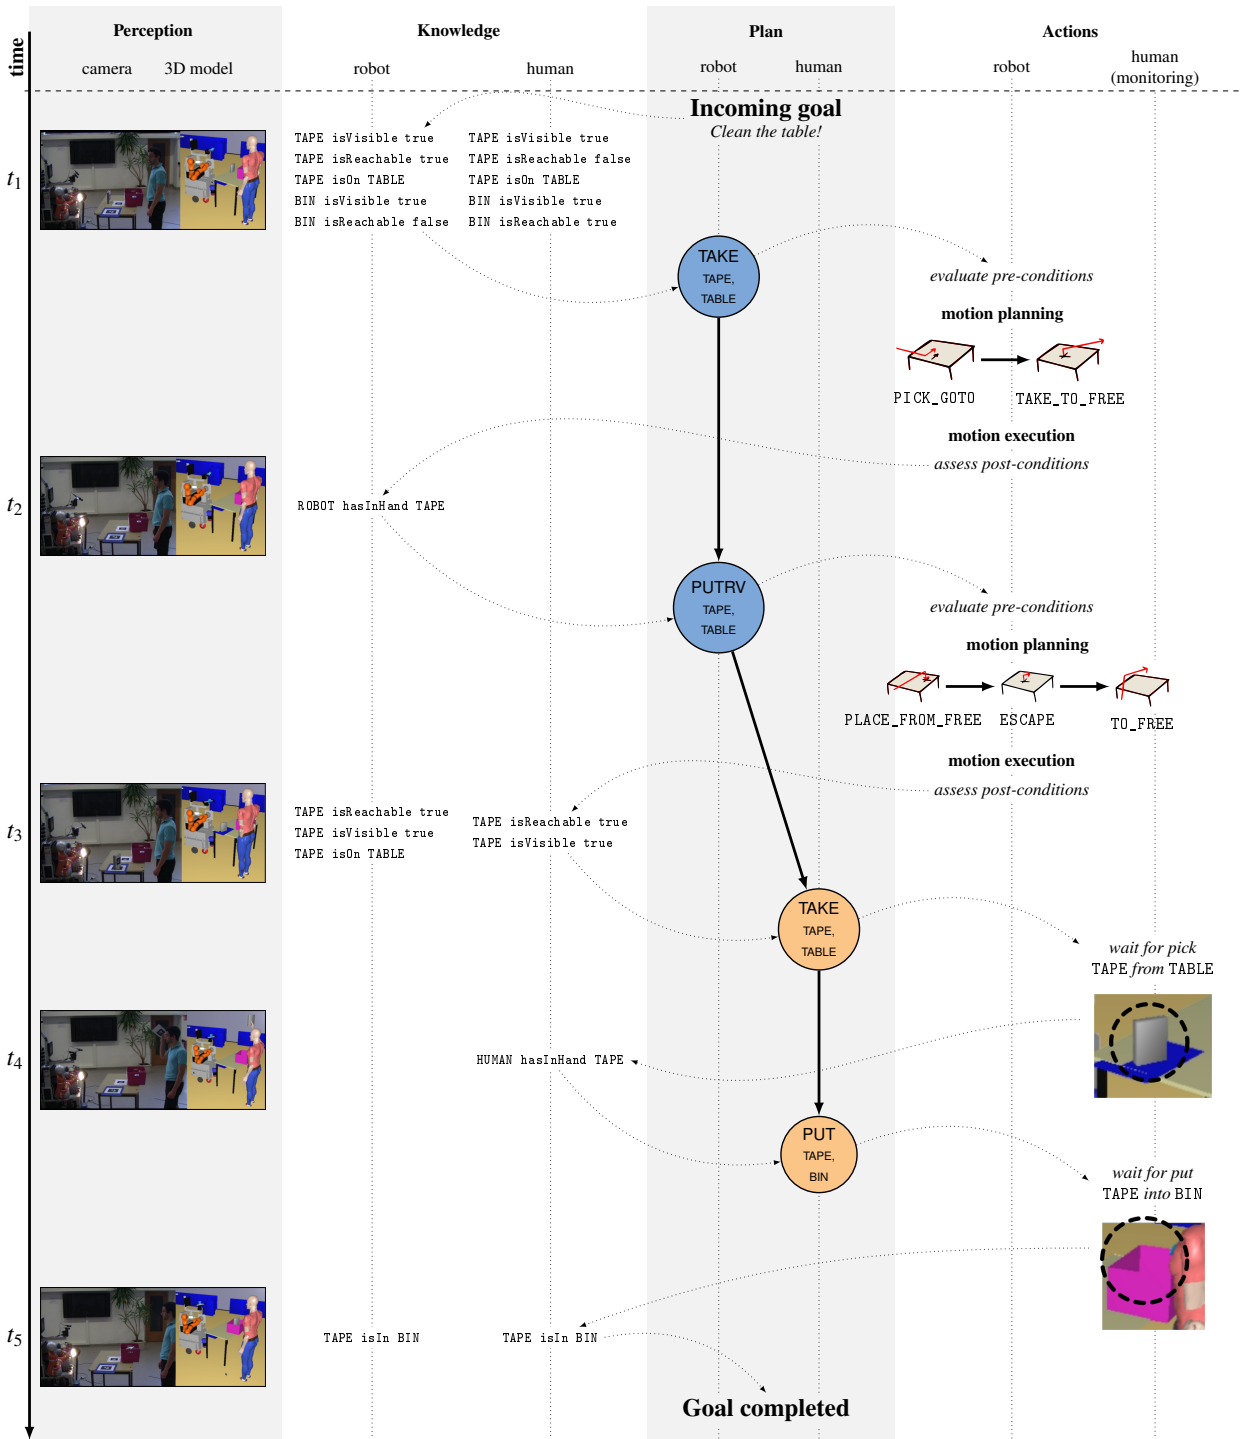 Perception
Knowledge
Plan
Actions
time
camera
3D model
robot
human
robot
human
robot
human
(monitoring)
Incoming goal
Clean the table!
t1
TAPE isVisible true
TAPE isReachable true
TAPE isOn TABLE
BIN isVisible true
BIN isReachable false
TAPE isVisible true
TAPE isReachable false
TAPE isOn TABLE
BIN isVisible true
BIN isReachable true
TAKE
TAPE,
TABLE
evaluate pre-conditions
motion planning
PICK_GOTO
TAKE_TO_FREE
motion execution
assess post-conditions
t2
ROBOT hasInHand TAPE
PUTRV
TAPE,
TABLE
evaluate pre-conditions
motion planning
PLACE_FROM_FREE
ESCAPE
TO_FREE
motion execution
assess post-conditions
t3
TAPE isReachable true
TAPE isVisible true
TAPE isOn TABLE
TAPE isReachable true
TAPE isVisible true
TAKE
TAPE,
TABLE
wait for pick
TAPE from TABLE
t4
HUMAN hasInHand TAPE
PUT
TAPE,
BIN
wait for put
TAPE into BIN
t5
TAPE isIn BIN
TAPE isIn BIN
Goal completed